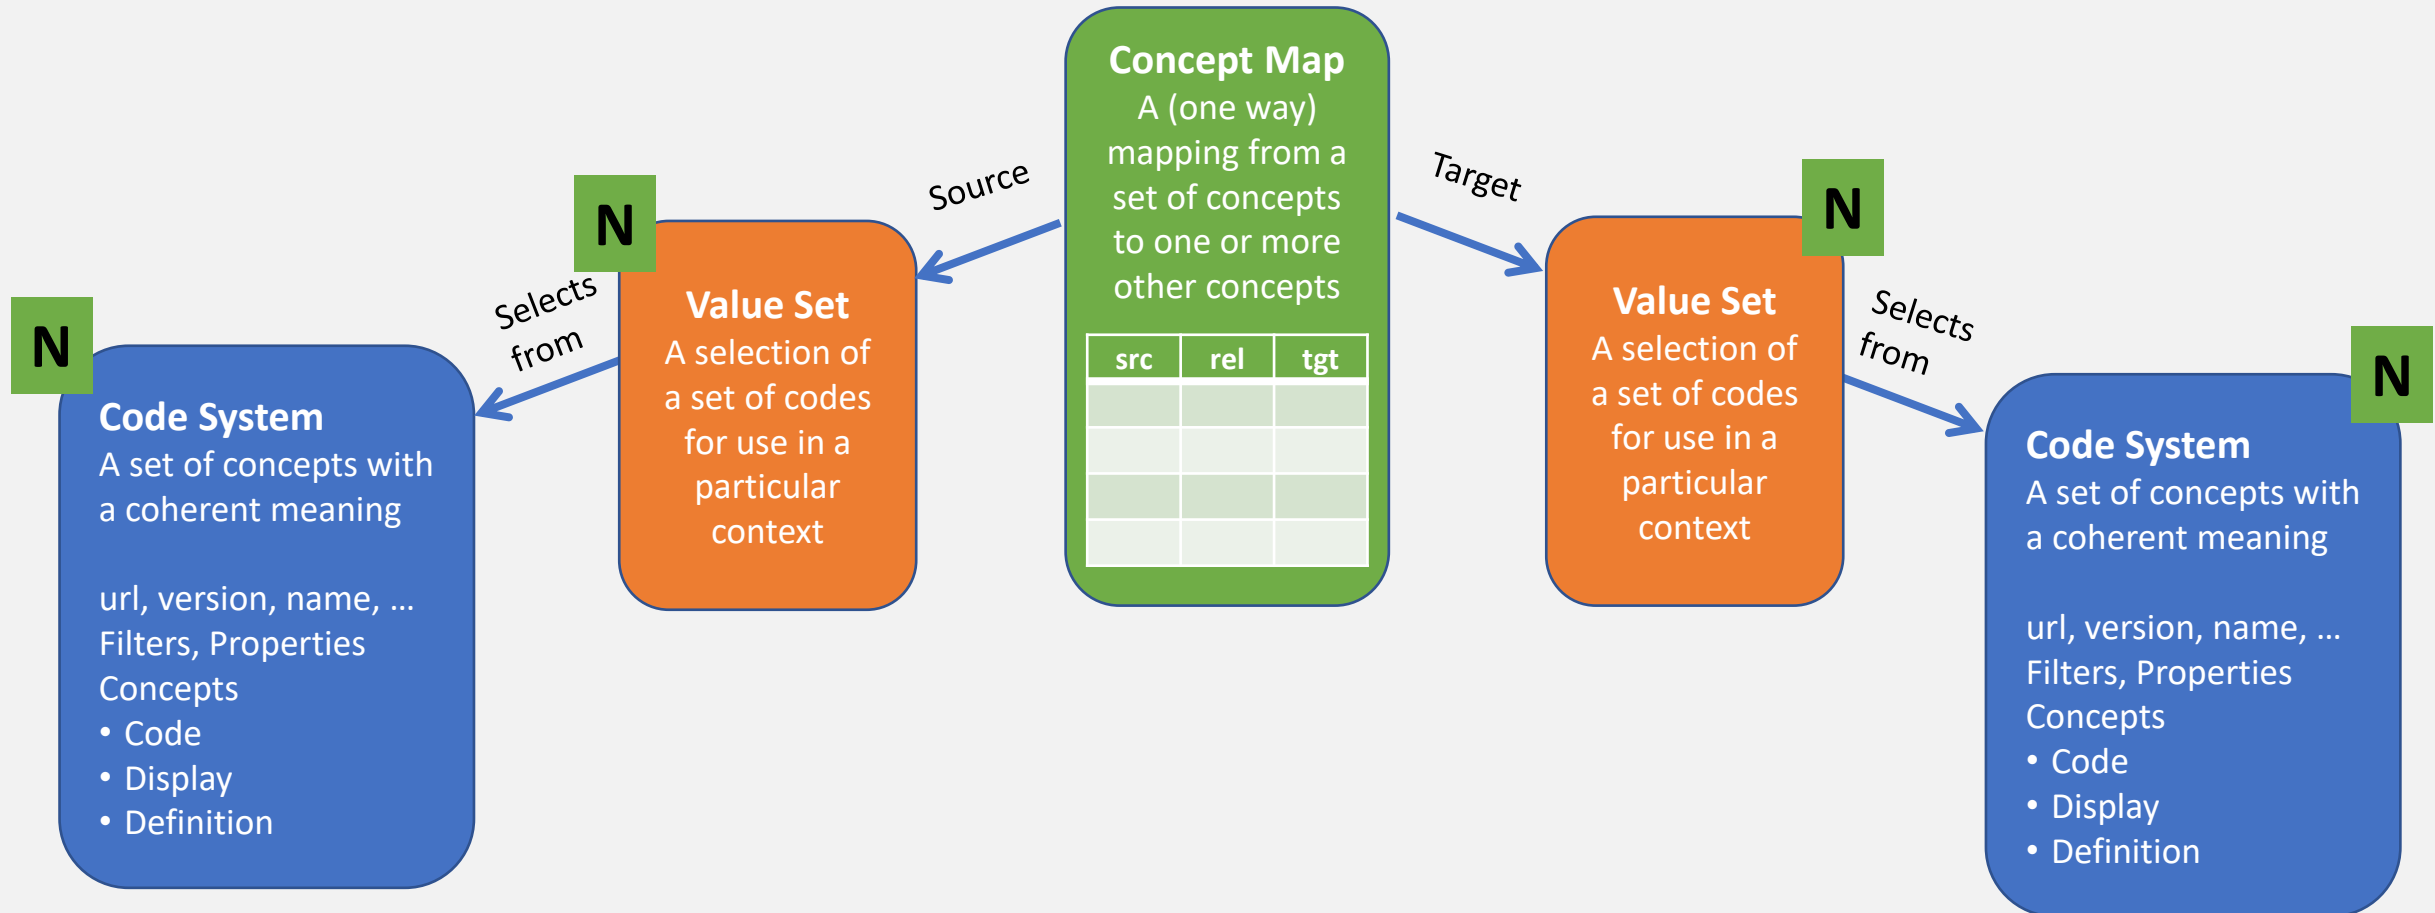 N
Code System
A set of concepts with
a coherent meaning
url, version, name, ...
Filters, Properties
Concepts
• Code
• Display
• Definition
Selects
from
N
Value Set
A selection of
a set of codes
for use in a
particular
context
Source
Concept Map
A (one way)
mapping from a
set of concepts
to one or more
other concepts
src rel tgt
Target
N
Value Set
A selection of
a set of codes
for use in a
particular
context
Selects
from
N
Code System
A set of concepts with
a coherent meaning
url, version, name, ...
Filters, Properties
Concepts
• Code
• Display
• Definition